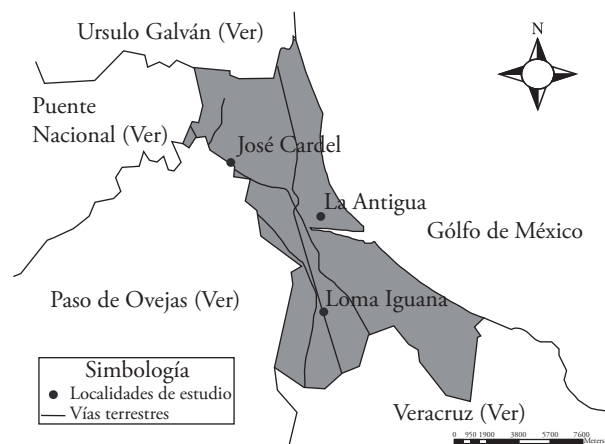 Ursulo Galván (Ver)
N
Puente
Nacional (Ver)
José Cardel
La Antigua
Gólfo de México
Paso de Ovejas (Ver)
Loma Iguana
Simbología
Localidades de estudio
Vías terrestres
Veracruz (Ver)
0 950 1900 3800 5700 7600
Meters